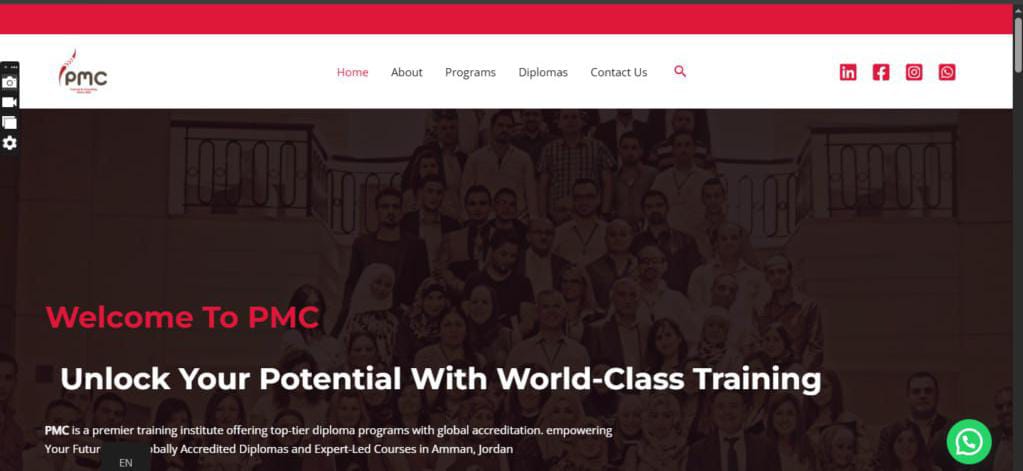 PMC
Home
About
Programs
Diplomas
Contact Us
Welcome To PMC
Unlock Your Potential With World-Class Training
PMC is a premier training institute offering top-tier diploma programs with global accreditation. empowering
Your Futur bally Accredited Diplomas and Expert-Led Courses in Amman, Jordan
EN